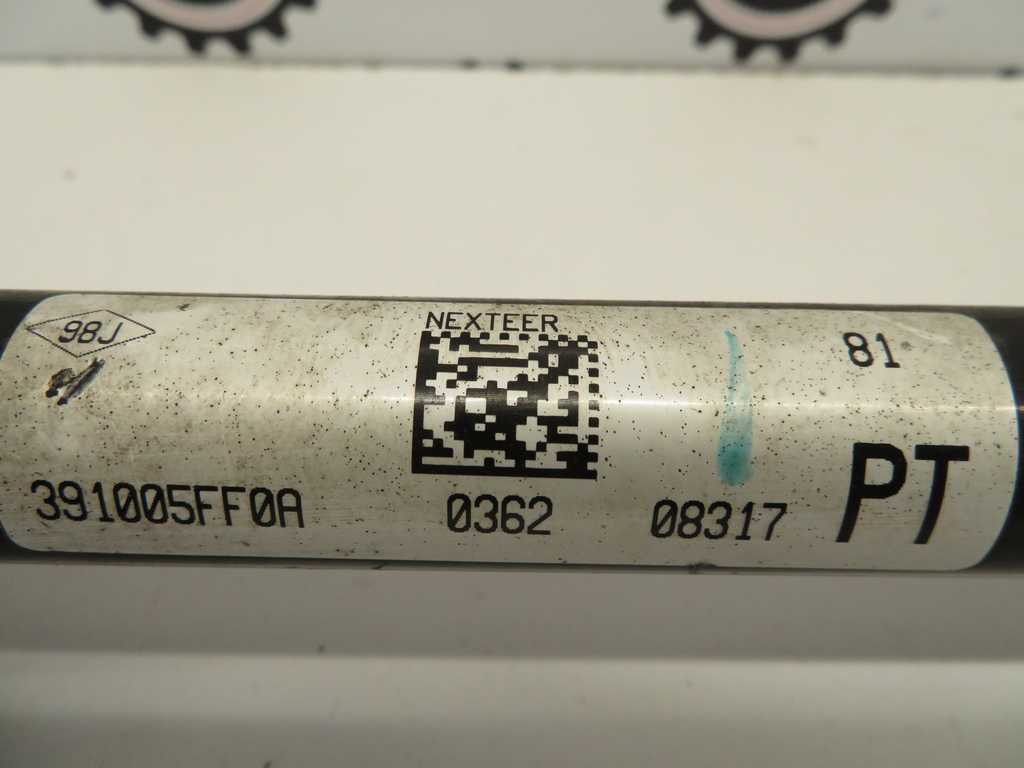 98J
NEXTEER
81
391005FF0A
0362
08317
PT